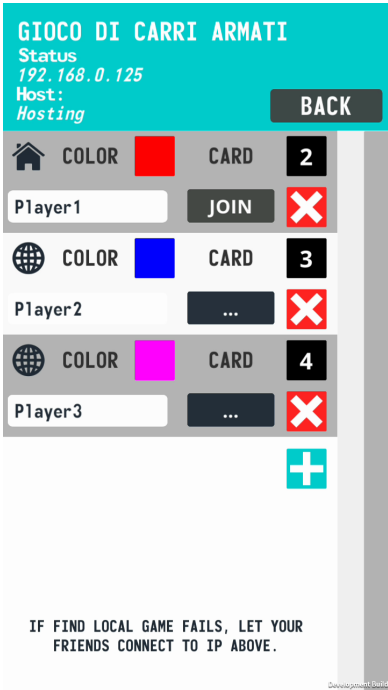 GIOCO DI CARRI ARMATI
Status
192.168.0.125
Host:
Hosting
BACK
COLOR CARD 2
Player1 JOIN
COLOR CARD 3
Player2 ...
COLOR CARD 4
Player3 ...
IF FIND LOCAL GAME FAILS, LET YOUR
FRIENDS CONNECT TO IP ABOVE.
Development Build